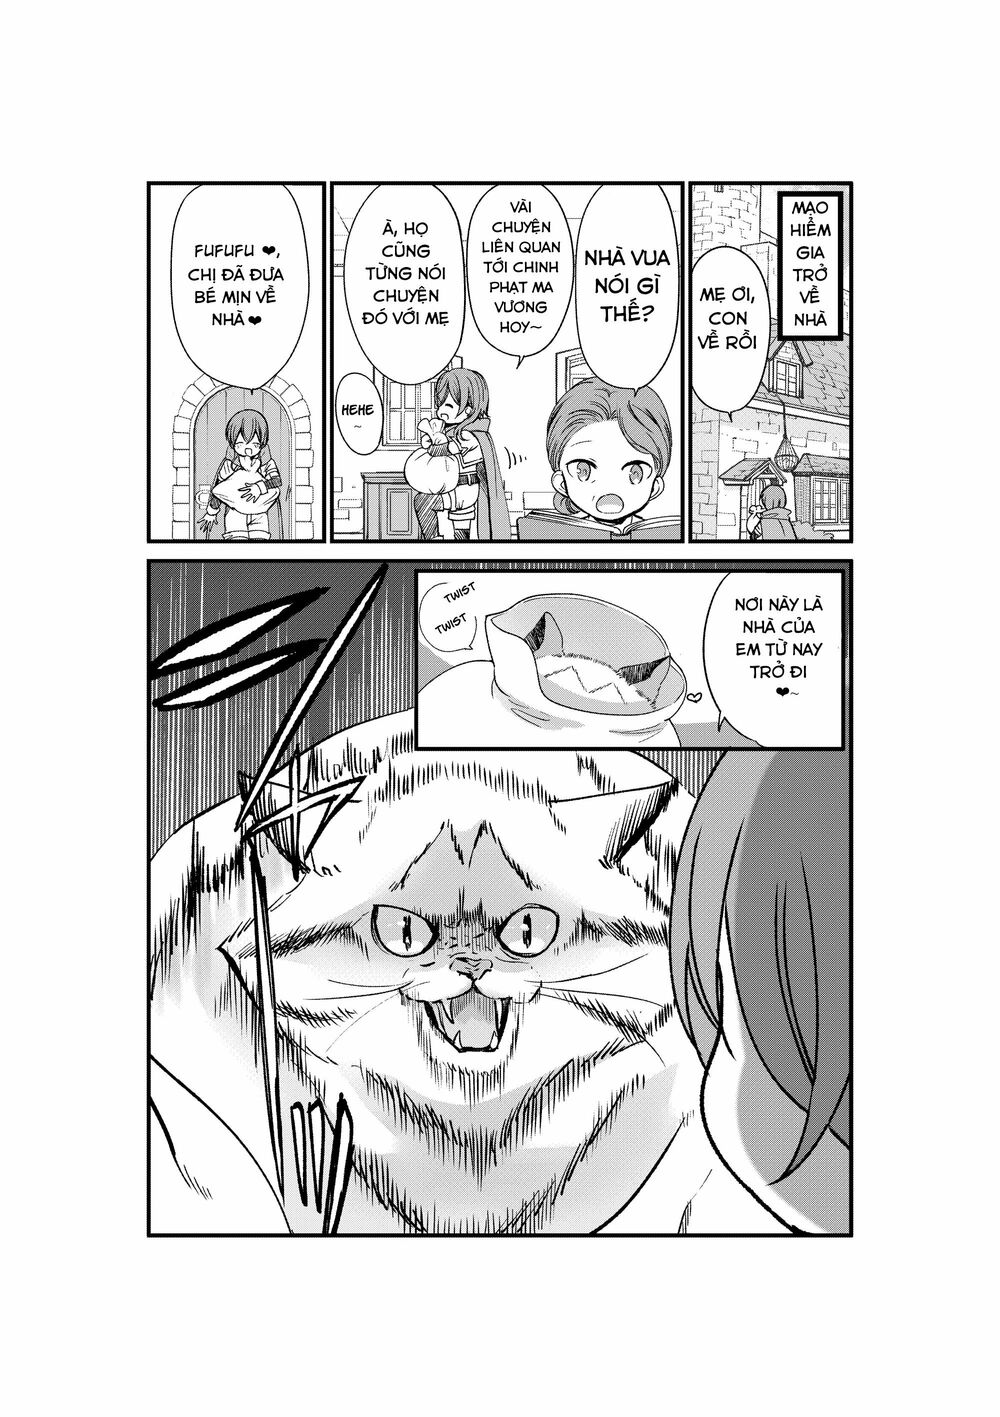 MẠO
HIỂM
GIA
TRỞ
VỀ
NHÀ
MẸ ƠI,
CON
VỀ RỒI
NHÀ VUA
NÓI GÌ
THẾ?
VÀI
CHUYỆN
LIÊN QUAN
TỚI CHINH
PHẠT MA
VƯƠNG
HOY~
À, HỌ
CŨNG
TỪNG NÓI
CHUYỆN
ĐÓ VỚI MẸ
HEHE
~
FUFUFU ❤,
CHỊ ĐÃ ĐƯA
BÉ MỊN VỀ
NHÀ ❤
NƠI NÀY LÀ
NHÀ CỦA
EM TỪ NAY
TRỞ ĐI
❤~
TWIST
TWIST